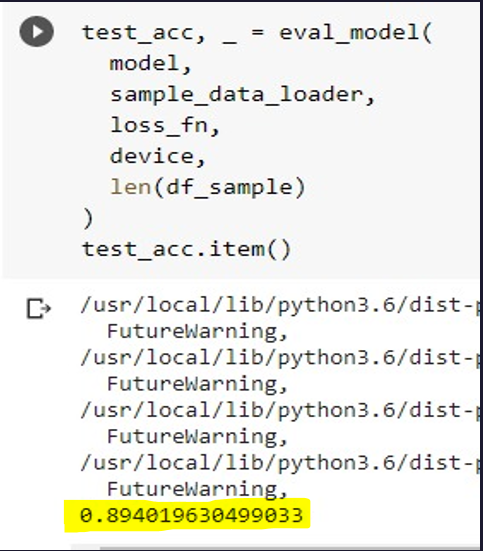 test_acc, _ = eval_model(
model,
sample_data_loader,
loss_fn,
device,
len(df_sample)
)
test_acc.item()
/usr/local/lib/python3.6/dist-p
FutureWarning,
/usr/local/lib/python3.6/dist-p
FutureWarning,
/usr/local/lib/python3.6/dist-p
FutureWarning,
/usr/local/lib/python3.6/dist-p
FutureWarning,
0.894019630499033